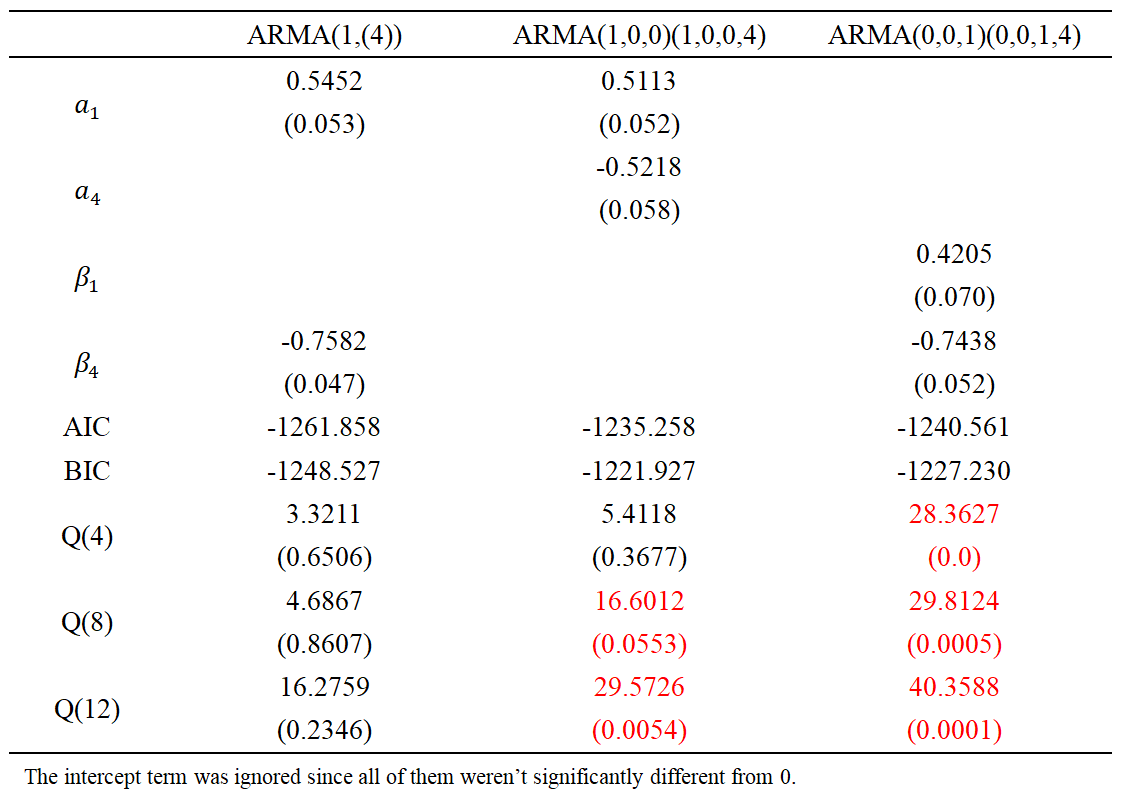 ARMA(1,(4)) ARMA(1,0,0)(1,0,0,4) ARMA(0,0,1)(0,0,1,4)
0.5452 0.5113
a₁
(0.053) (0.052)
-0.5218
a₄
(0.058)
0.4205
β₁
(0.070)
-0.7582 -0.7438
β₄
(0.047) (0.052)
AIC -1261.858 -1235.258 -1240.561
BIC -1248.527 -1221.927 -1227.230
3.3211 5.4118 28.3627
Q(4)
(0.6506) (0.3677) (0.0)
4.6867 16.6012 29.8124
Q(8)
(0.8607) (0.0553) (0.0005)
16.2759 29.5726 40.3588
Q(12)
(0.2346) (0.0054) (0.0001)
The intercept term was ignored since all of them weren't significantly different from 0.